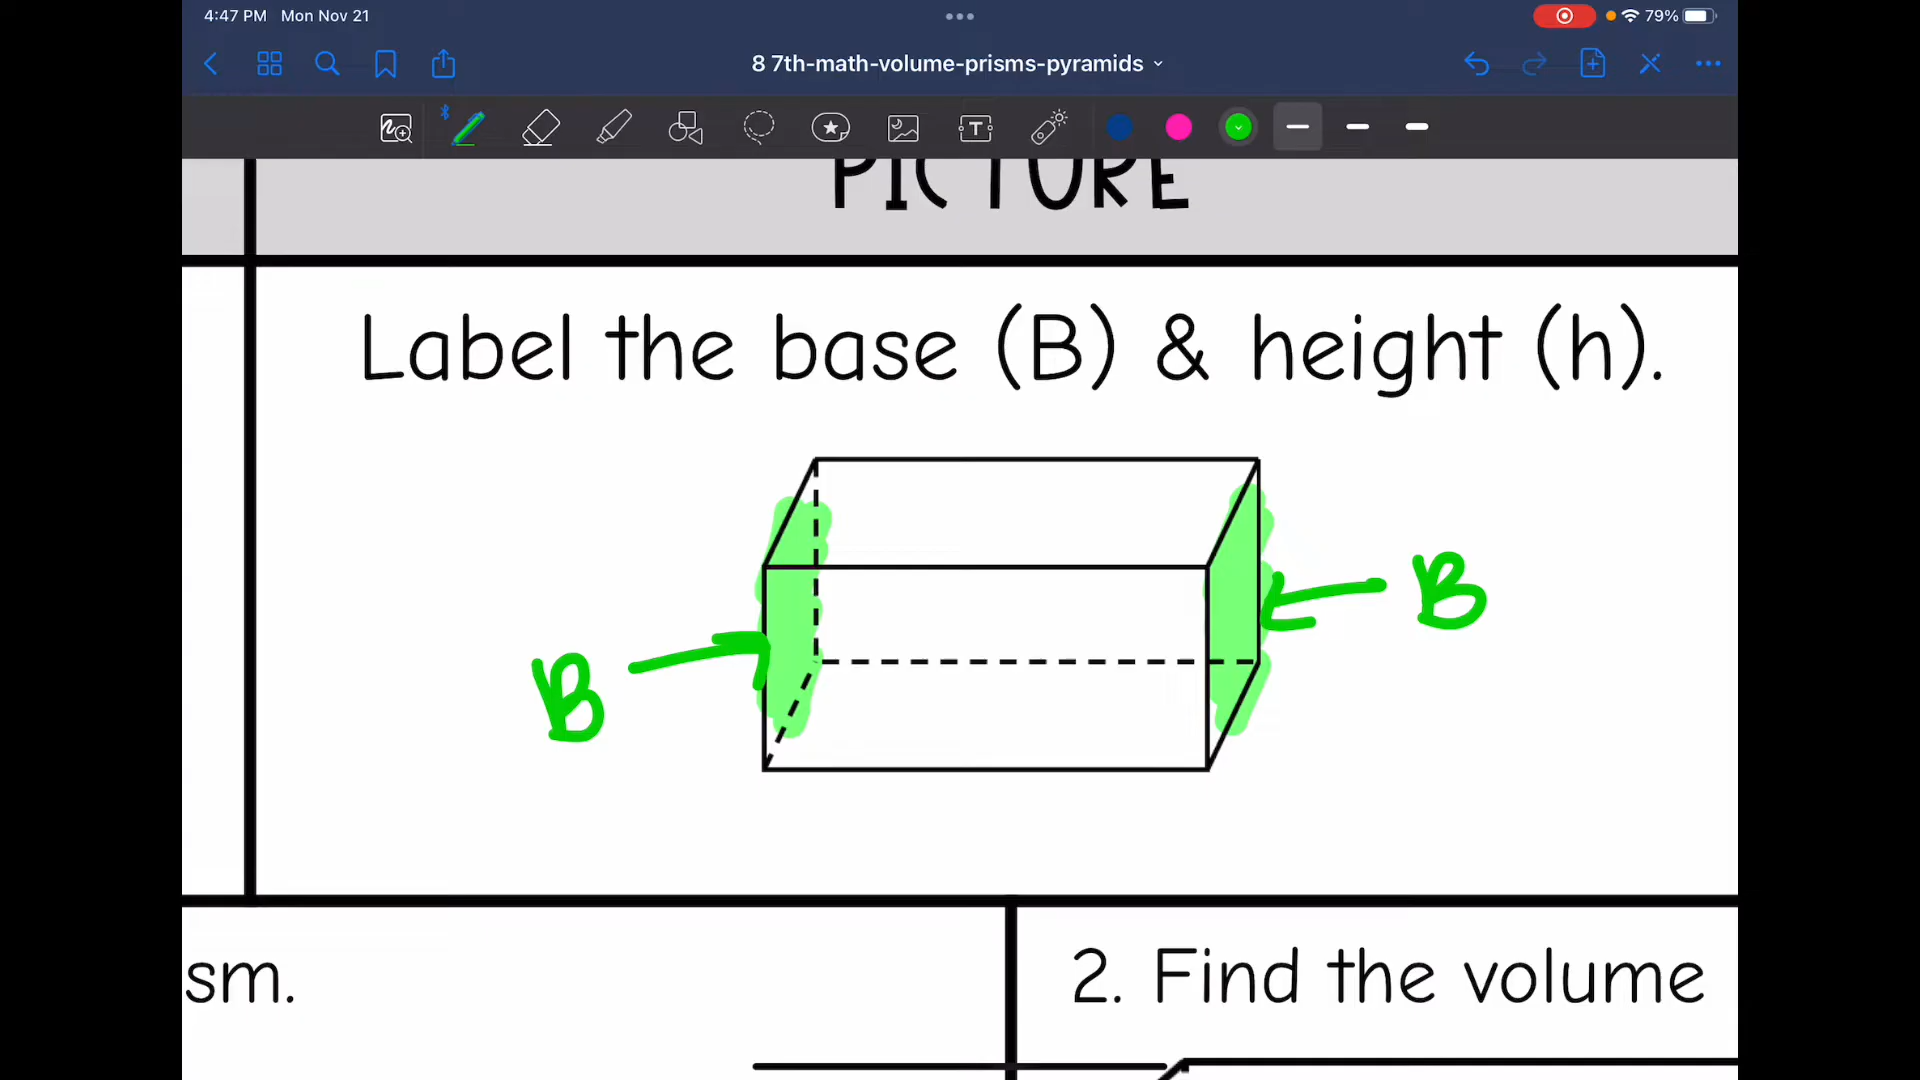 4:47 PM Mon Nov 21
79%
8 7th-math-volume-prisms-pyramids
T
PICTURE
Label the base (B) & height (h).
B
B
sm.
2. Find the volume